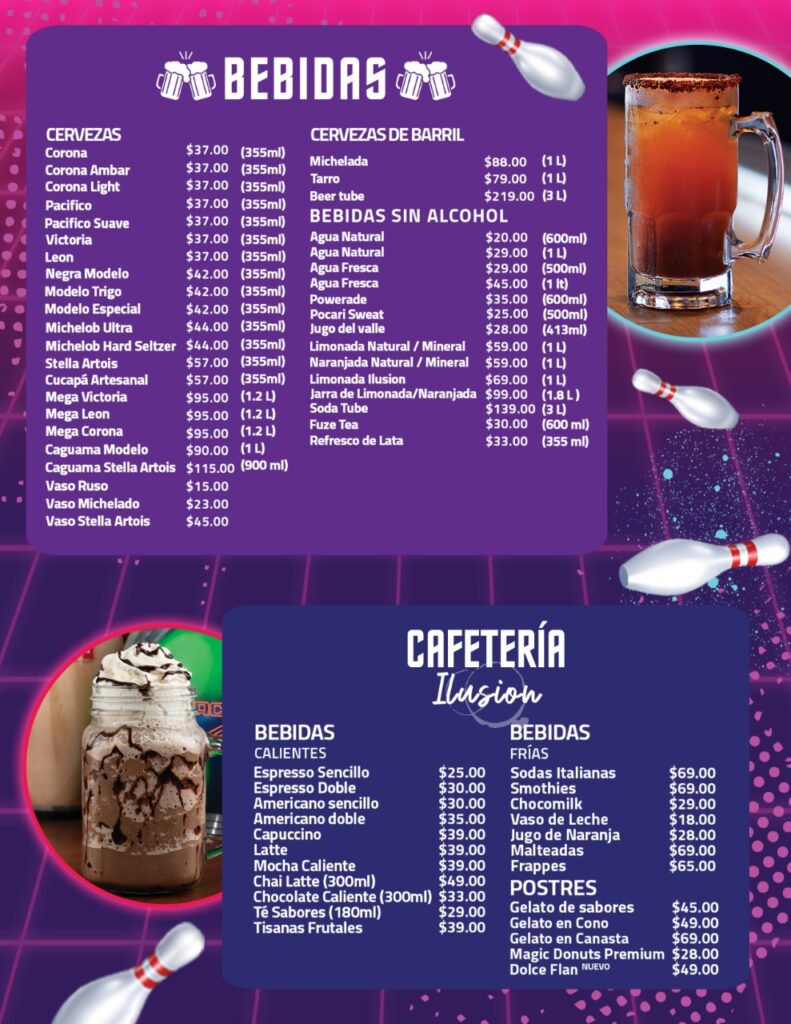 BEBIDAS
CERVEZAS
Corona $37.00 (355ml)
Corona Ambar $37.00 (355ml)
Corona Light $37.00 (355ml)
Pacifico $37.00 (355ml)
Pacifico Suave $37.00 (355ml)
Victoria $37.00 (355ml)
Leon $37.00 (355ml)
Negra Modelo $42.00 (355ml)
Modelo Trigo $42.00 (355ml)
Modelo Especial $42.00 (355ml)
Michelob Ultra $44.00 (355ml)
Michelob Hard Seltzer $44.00 (355ml)
Stella Artois $57.00 (355ml)
Cucapá Artesanal $57.00 (355ml)
Mega Victoria $95.00 (1.2 L)
Mega Leon $95.00 (1.2 L)
Mega Corona $95.00 (1.2 L)
Caguama Modelo $90.00 (1 L)
Caguama Stella Artois $115.00 (900 ml)
Vaso Ruso $15.00
Vaso Michelado $23.00
Vaso Stella Artois $45.00
CERVEZAS DE BARRIL
Michelada $88.00 (1 L)
Tarro $79.00 (1 L)
Beer tube $219.00 (3 L)
BEBIDAS SIN ALCOHOL
Agua Natural $20.00 (600ml)
Agua Natural $29.00 (1 L)
Agua Fresca $29.00 (500ml)
Agua Fresca $45.00 (1 lt)
Powerade $35.00 (600ml)
Pocari Sweat $25.00 (500ml)
Jugo del valle $28.00 (413ml)
Limonada Natural / Mineral $59.00 (1 L)
Naranjada Natural / Mineral $59.00 (1 L)
Limonada Ilusion $69.00 (1 L)
Jarra de Limonada/Naranjada $99.00 (1.8 L )
Soda Tube $139.00 (3 L)
Fuze Tea $30.00 (600 ml)
Refresco de Lata $33.00 (355 ml)
CAFETERÍA
Ilusion
BEBIDAS
CALIENTES
Espresso Sencillo $25.00
Espresso Doble $30.00
Americano sencillo $30.00
Americano doble $35.00
Capuccino $39.00
Latte $39.00
Mocha Caliente $39.00
Chai Latte (300ml) $49.00
Chocolate Caliente (300ml) $33.00
Té Sabores (180ml) $29.00
Tisanas Frutales $39.00
BEBIDAS
FRÍAS
Sodas Italianas $69.00
Smothies $69.00
Chocomilk $29.00
Vaso de Leche $18.00
Jugo de Naranja $28.00
Malteadas $69.00
Frappes $65.00
POSTRES
Gelato de sabores $45.00
Gelato en Cono $49.00
Gelato en Canasta $69.00
Magic Donuts Premium $28.00
Dolce Flan NUEVO $49.00